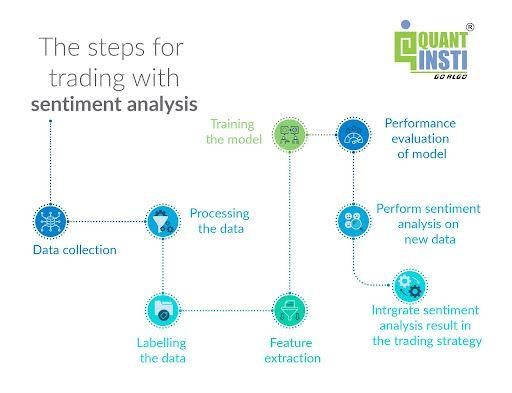 The steps for
trading with
sentiment analysis
QUANT
INSTI
®
GO ALGO
Data collection
Processing
the data
Labelling
the data
Feature
extraction
Training
the model
Performance
evaluation
of model
Perform sentiment
analysis on
new data
Intrgrate sentiment
analysis result in
the trading strategy